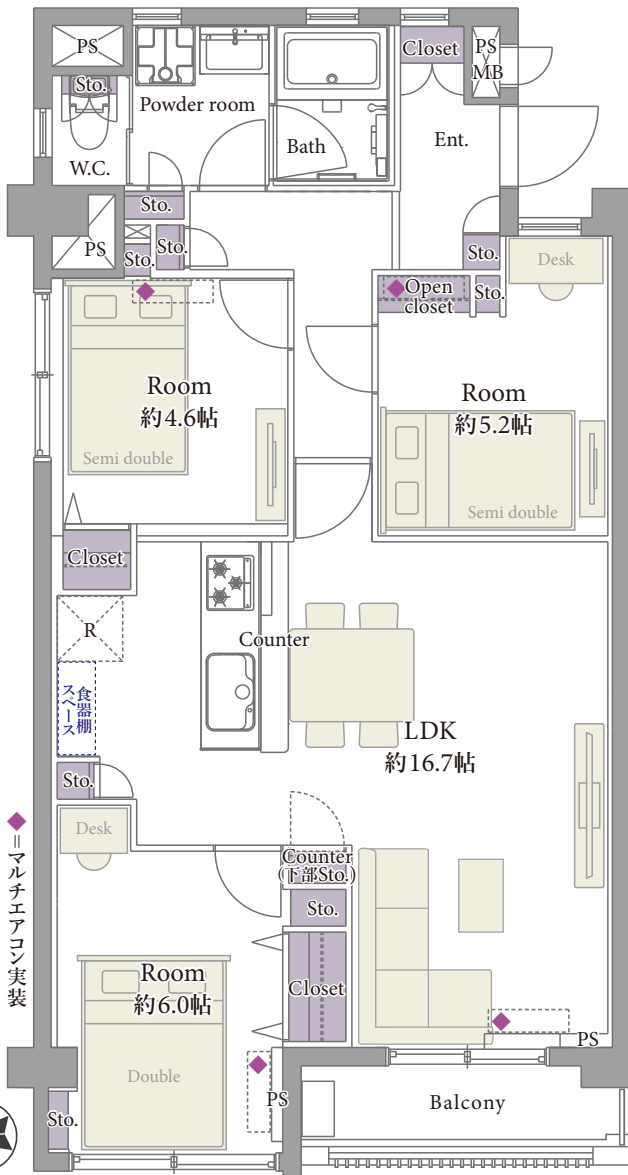 PS
Sto.
W.C.
Powder room
Bath
Closet
PS
MB
Ent.
PS
Sto.
Sto.
Sto.
Sto.
Desk
Open
closet
Sto.
Room
約4.6帖
Semi double
Room
約5.2帖
Semi double
Closet
R
食器棚
スペース
Sto.
Counter
LDK
約16.7帖
Desk
Counter
(下部Sto.)
Sto.
Closet
Room
約6.0帖
Double
PS
Sto.
PS
Balcony
◆=マルチエアコン実装